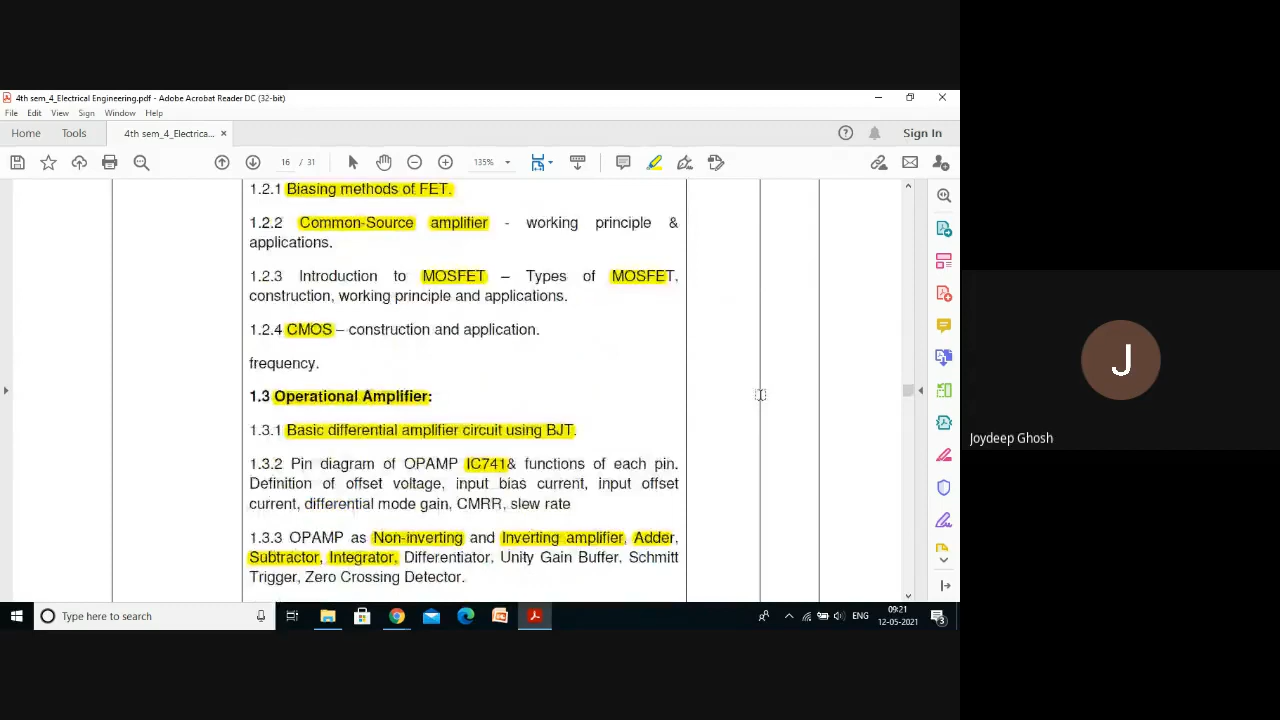 4th sem_4_Electrical Engineering.pdf - Adobe Acrobat Reader DC (32-bit)
File Edit View Sign Window Help
Home Tools 4th sem_4_Electrica... × Sign In
16 / 31 135%
1.2.1 Biasing methods of FET.
1.2.2 Common-Source amplifier - working principle &
applications.
1.2.3 Introduction to MOSFET – Types of MOSFET,
construction, working principle and applications.
1.2.4 CMOS – construction and application.
frequency.
1.3 Operational Amplifier:
1.3.1 Basic differential amplifier circuit using BJT.
1.3.2 Pin diagram of OPAMP IC741& functions of each pin.
Definition of offset voltage, input bias current, input offset
current, differential mode gain, CMRR, slew rate
1.3.3 OPAMP as Non-inverting and Inverting amplifier, Adder,
Subtractor, Integrator, Differentiator, Unity Gain Buffer, Schmitt
Trigger, Zero Crossing Detector.
J
Joydeep Ghosh
Type here to search
ENG
09:21
12-05-2021
3